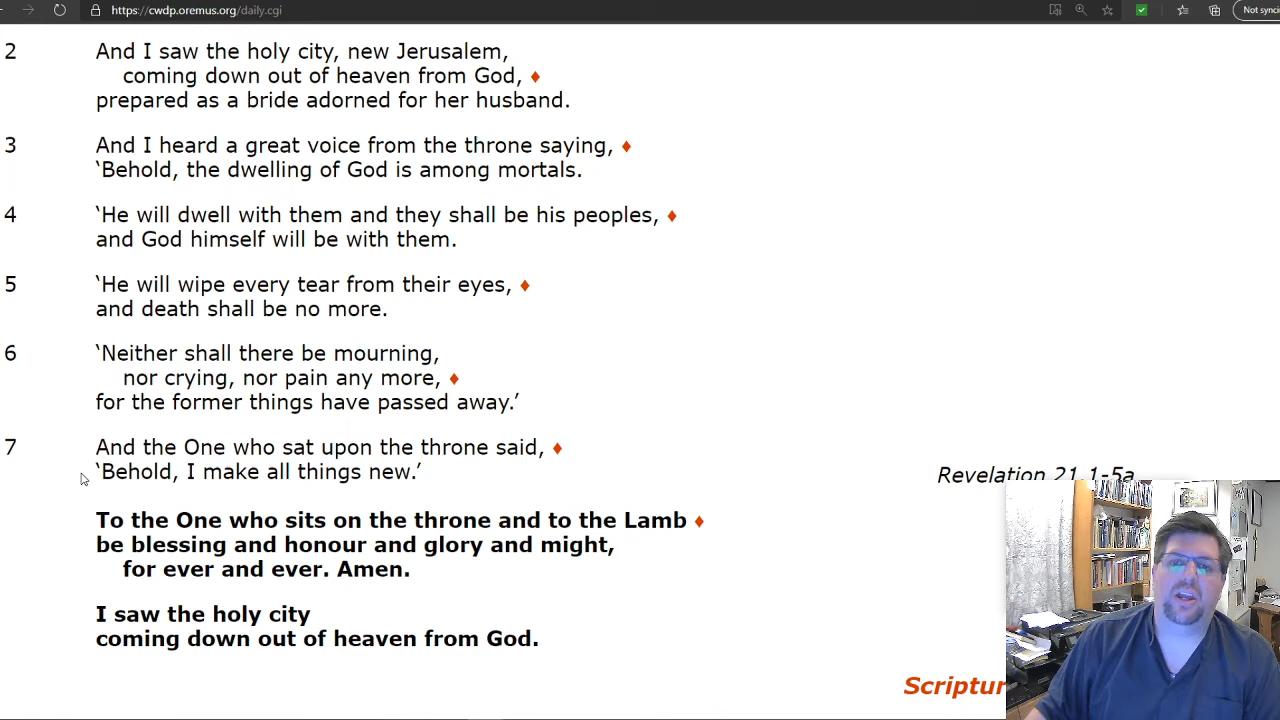 https://cwdp.oremus.org/daily.cgi
Not synci
2 And I saw the holy city, new Jerusalem,
coming down out of heaven from God, ♦
prepared as a bride adorned for her husband.
3 And I heard a great voice from the throne saying, ♦
‘Behold, the dwelling of God is among mortals.
4 ‘He will dwell with them and they shall be his peoples, ♦
and God himself will be with them.
5 ‘He will wipe every tear from their eyes, ♦
and death shall be no more.
6 ‘Neither shall there be mourning,
nor crying, nor pain any more, ♦
for the former things have passed away.’
7 And the One who sat upon the throne said, ♦
‘Behold, I make all things new.’
Revelation 21.1-5a
To the One who sits on the throne and to the Lamb ♦
be blessing and honour and glory and might,
for ever and ever. Amen.
I saw the holy city
coming down out of heaven from God.
Scriptur